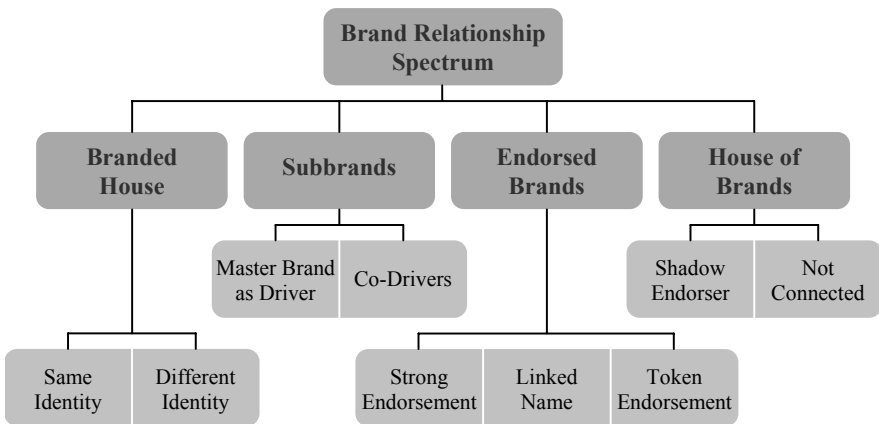 Brand Relationship
Spectrum
Branded
House
Subbrands
Endorsed
Brands
House of
Brands
Master Brand
as Driver
Co-Drivers
Shadow
Endorser
Not
Connected
Same
Identity
Different
Identity
Strong
Endorsement
Linked
Name
Token
Endorsement